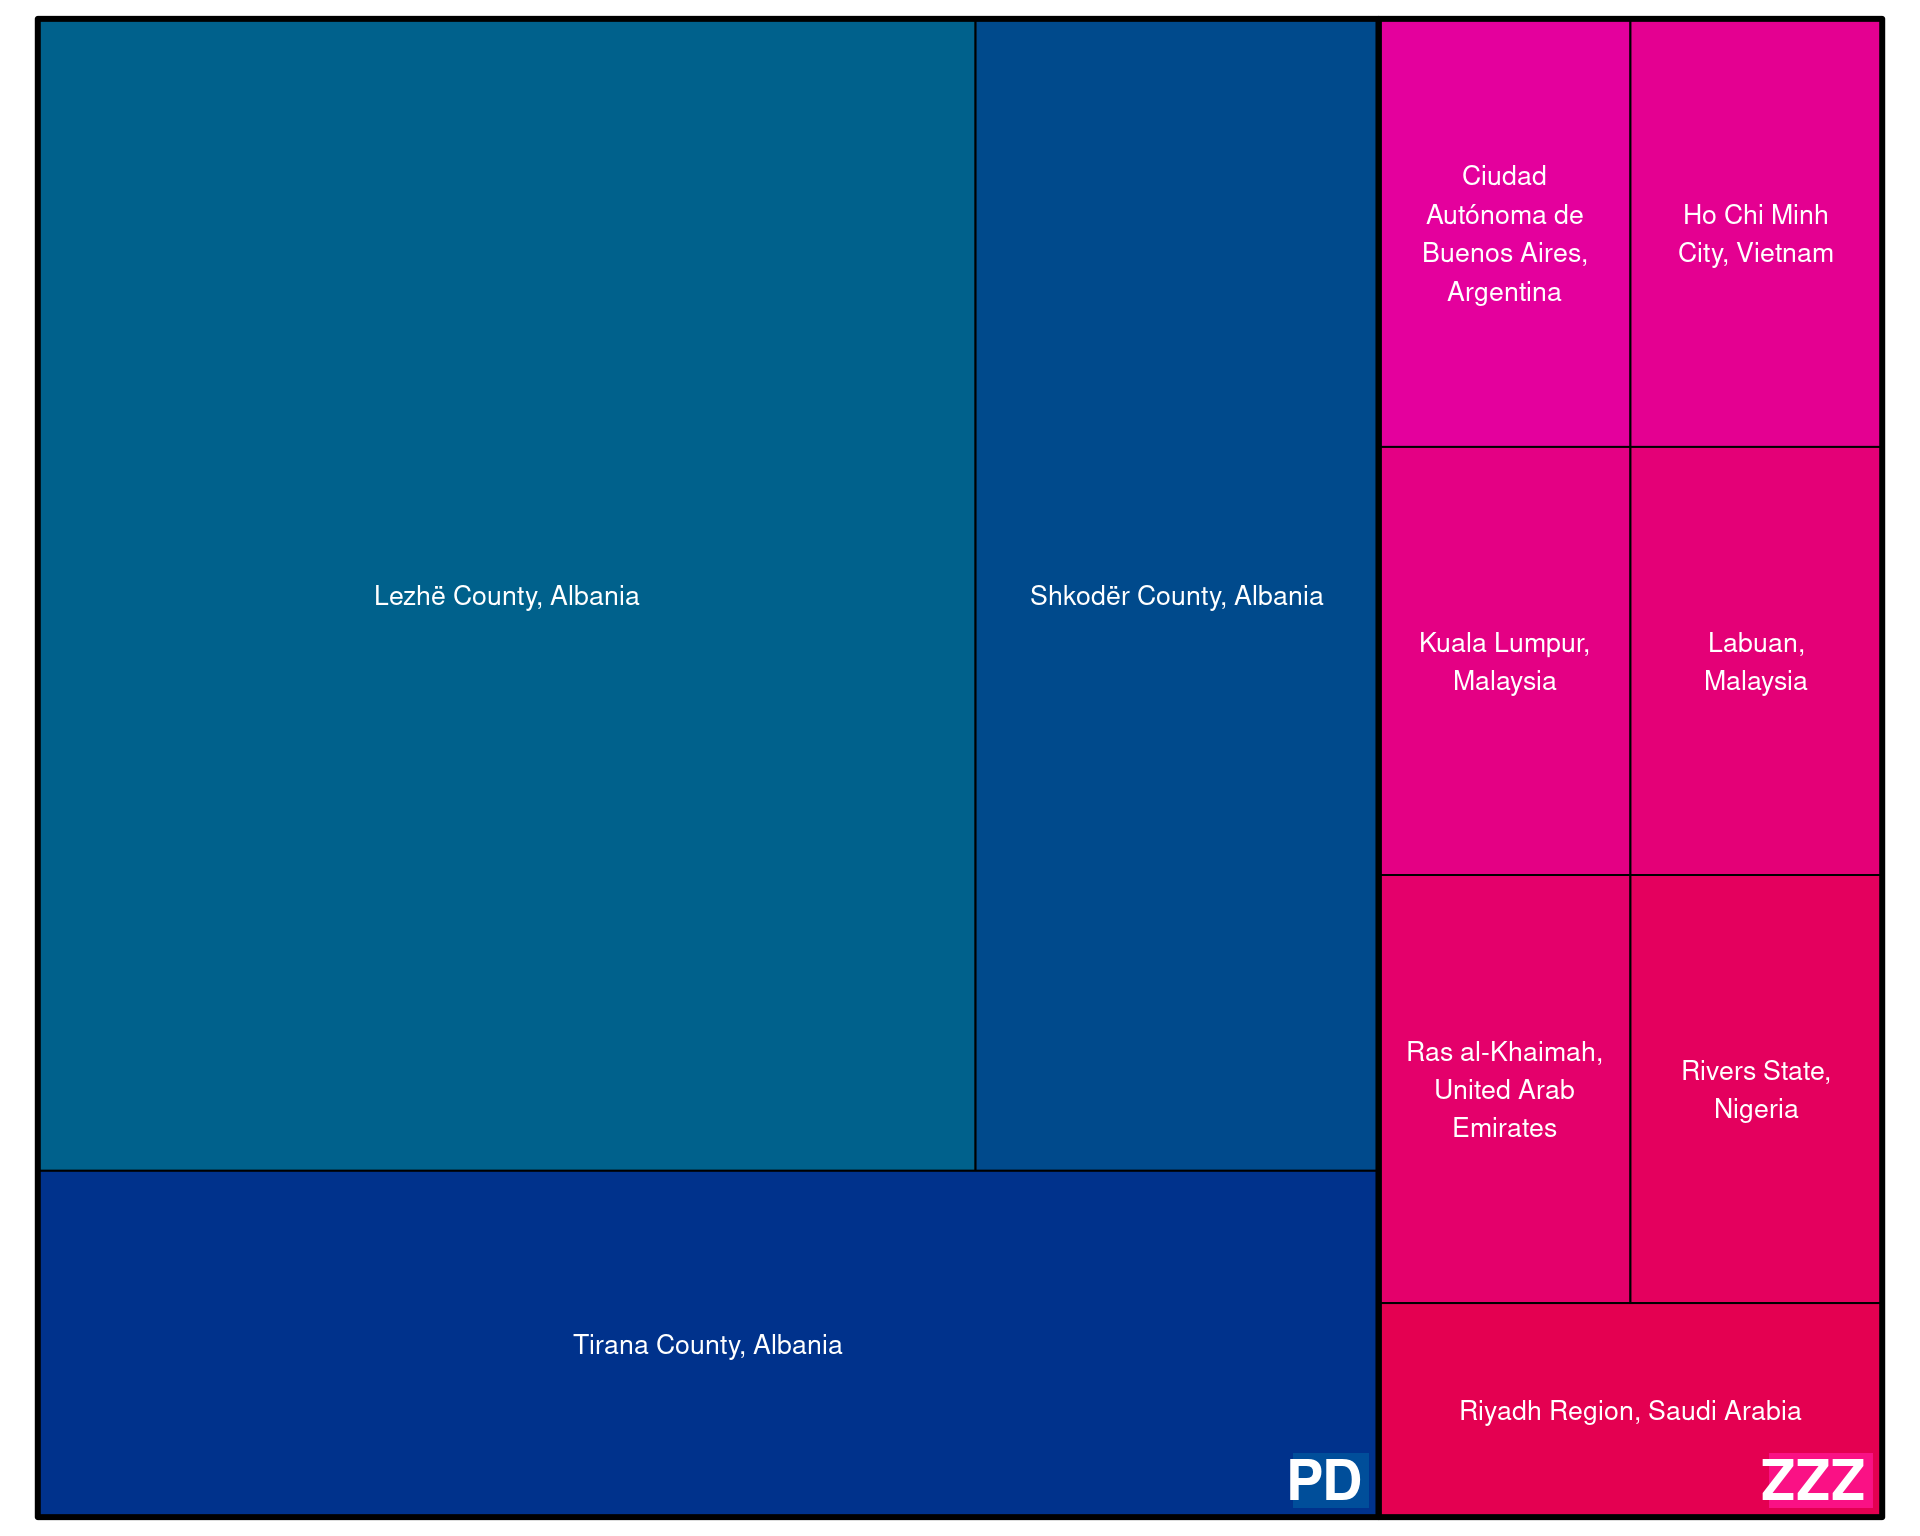 Lezhë County, Albania
Shkodër County, Albania
Tirana County, Albania
PD
Ciudad
Autónoma de
Buenos Aires,
Argentina
Ho Chi Minh
City, Vietnam
Kuala Lumpur,
Malaysia
Labuan,
Malaysia
Ras al-Khaimah,
United Arab
Emirates
Rivers State,
Nigeria
Riyadh Region, Saudi Arabia
ZZZ